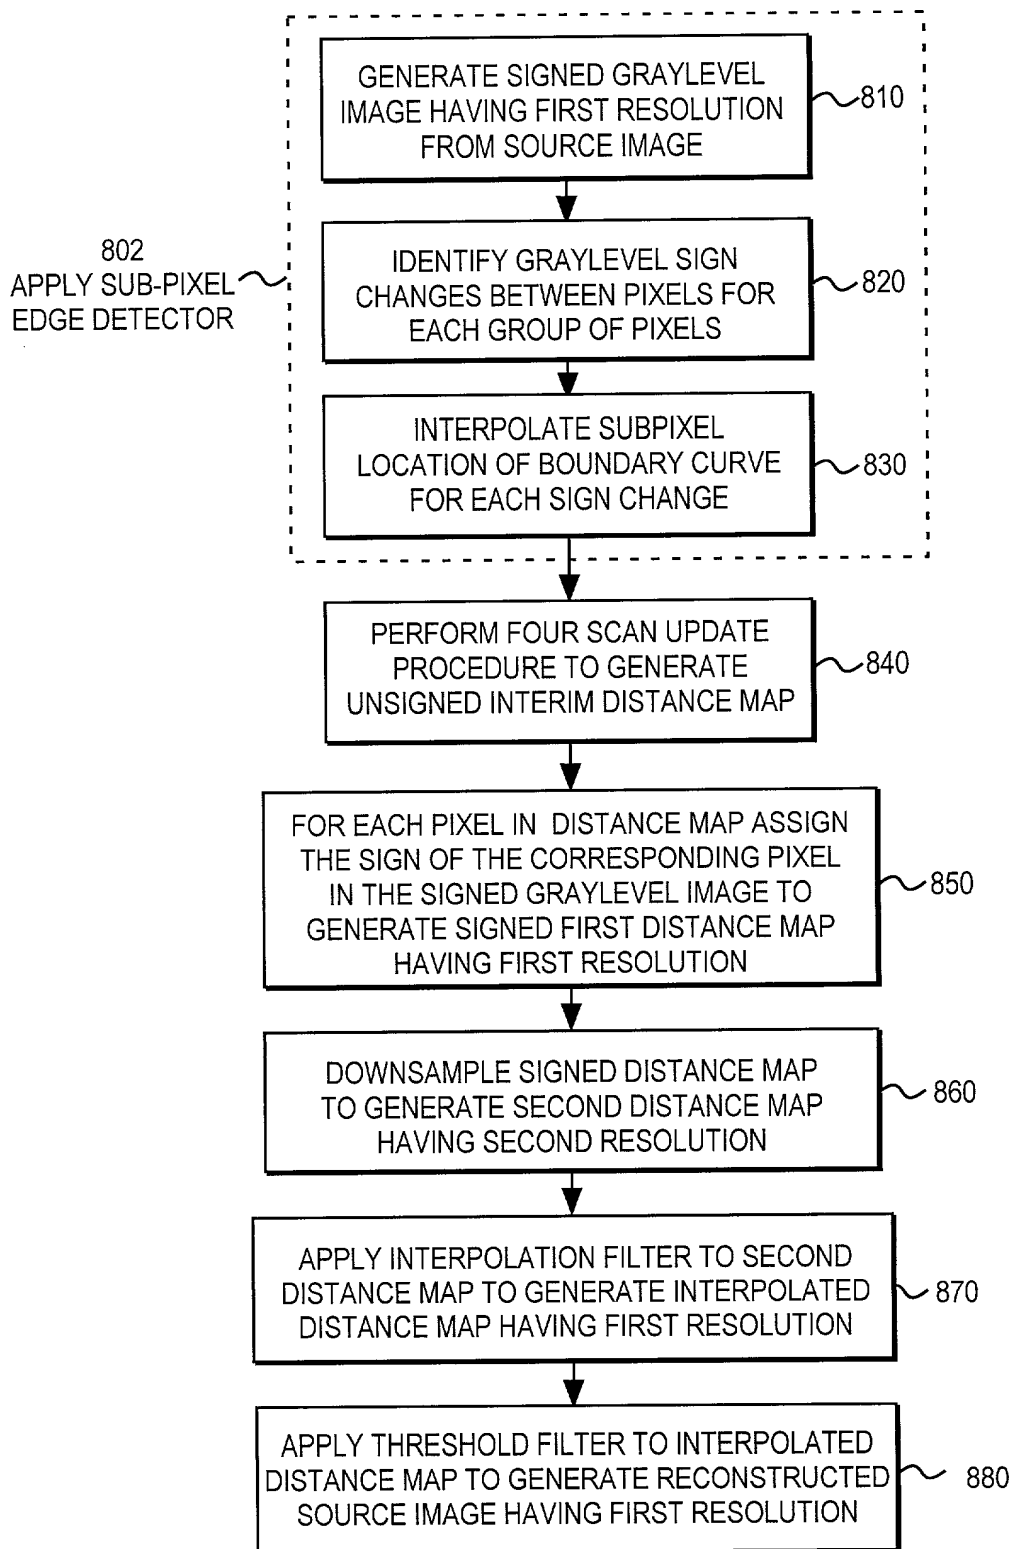 GENERATE SIGNED GRAYLEVEL
IMAGE HAVING FIRST RESOLUTION
FROM SOURCE IMAGE
810
802
APPLY SUB-PIXEL
EDGE DETECTOR
IDENTIFY GRAYLEVEL SIGN
CHANGES BETWEEN PIXELS FOR
EACH GROUP OF PIXELS
820
INTERPOLATE SUBPIXEL
LOCATION OF BOUNDARY CURVE
FOR EACH SIGN CHANGE
830
PERFORM FOUR SCAN UPDATE
PROCEDURE TO GENERATE
UNSIGNED INTERIM DISTANCE MAP
840
FOR EACH PIXEL IN DISTANCE MAP ASSIGN
THE SIGN OF THE CORRESPONDING PIXEL
IN THE SIGNED GRAYLEVEL IMAGE TO
GENERATE SIGNED FIRST DISTANCE MAP
HAVING FIRST RESOLUTION
850
DOWNSAMPLE SIGNED DISTANCE MAP
TO GENERATE SECOND DISTANCE MAP
HAVING SECOND RESOLUTION
860
APPLY INTERPOLATION FILTER TO SECOND
DISTANCE MAP TO GENERATE INTERPOLATED
DISTANCE MAP HAVING FIRST RESOLUTION
870
APPLY THRESHOLD FILTER TO INTERPOLATED
DISTANCE MAP TO GENERATE RECONSTRUCTED
SOURCE IMAGE HAVING FIRST RESOLUTION
880